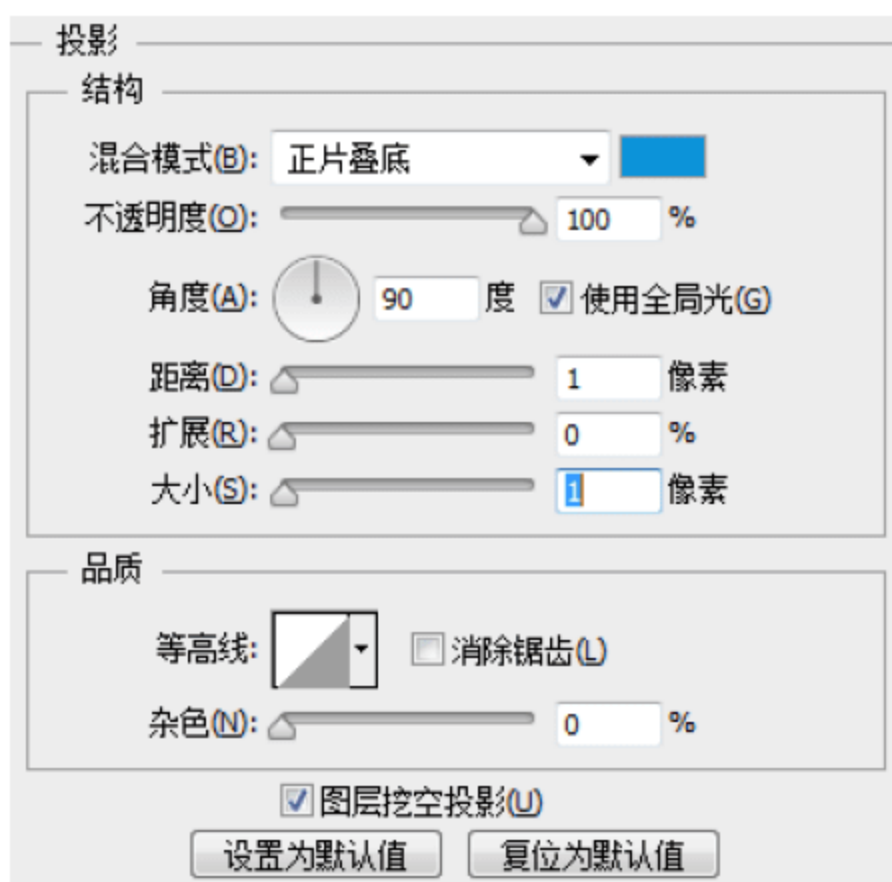 投影
结构
混合模式(B): 正片叠底
不透明度(O): 100 %
角度(A): 90 度 使用全局光(G)
距离(D): 1 像素
扩展(R): 0 %
大小(S): 1 像素
品质
等高线: 消除锯齿(L)
杂色(N): 0 %
图层挖空投影(U)
设置为默认值 复位为默认值